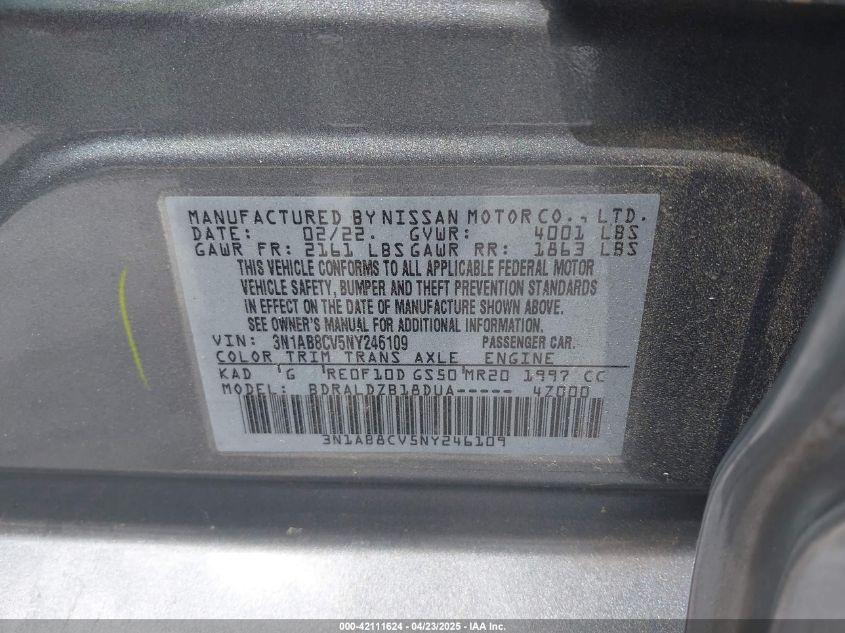 MANUFACTURED BY NISSAN MOTOR CO., LTD.
DATE: 02/22. GVWR: 4001 LBS
GAWR FR: 2161 LBS GAWR RR: 1863 LBS
THIS VEHICLE CONFORMS TO ALL APPLICABLE FEDERAL MOTOR
VEHICLE SAFETY, BUMPER AND THEFT PREVENTION STANDARDS
IN EFFECT ON THE DATE OF MANUFACTURE SHOWN ABOVE.
SEE OWNER'S MANUAL FOR ADDITIONAL INFORMATION.
VIN: 3N1AB8CV5NY246109 PASSENGER CAR.
COLOR TRIM TRANS AXLE ENGINE
KAD G RE0F10D GS50 MR20 1997 CC
MODEL: BDRALDZB18DUA----- 4Z000
3N1AB8CV5NY246109
000-42111624 | 04/23/2025 - IAA Inc.